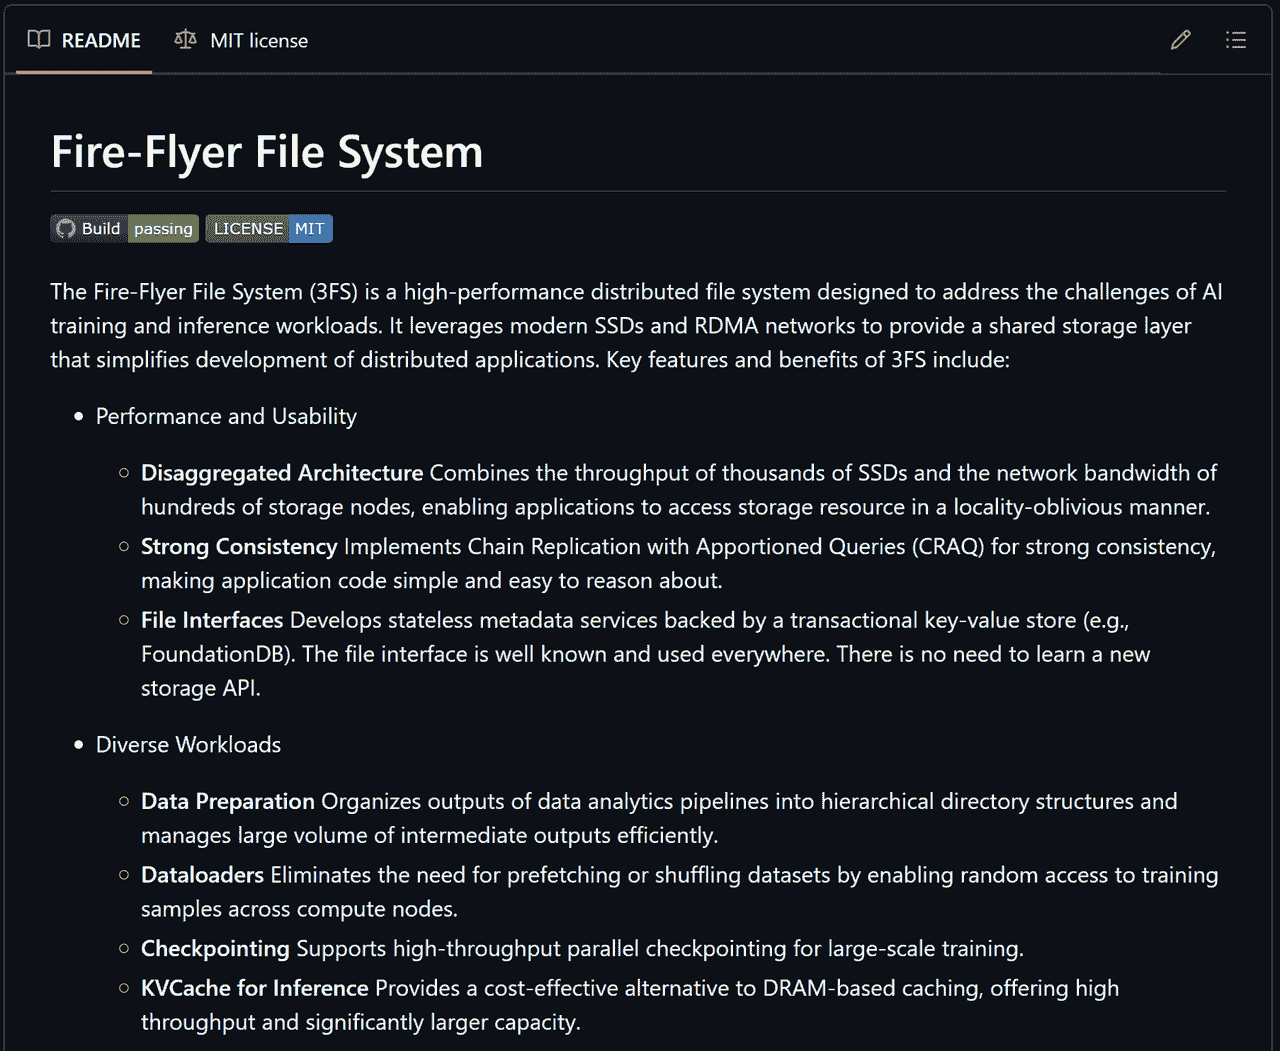 README MIT license
Fire-Flyer File System
Build passing LICENSE MIT
The Fire-Flyer File System (3FS) is a high-performance distributed file system designed to address the challenges of AI
training and inference workloads. It leverages modern SSDs and RDMA networks to provide a shared storage layer
that simplifies development of distributed applications. Key features and benefits of 3FS include:
• Performance and Usability
○ Disaggregated Architecture Combines the throughput of thousands of SSDs and the network bandwidth of
hundreds of storage nodes, enabling applications to access storage resource in a locality-oblivious manner.
○ Strong Consistency Implements Chain Replication with Apportioned Queries (CRAQ) for strong consistency,
making application code simple and easy to reason about.
○ File Interfaces Develops stateless metadata services backed by a transactional key-value store (e.g.,
FoundationDB). The file interface is well known and used everywhere. There is no need to learn a new
storage API.
• Diverse Workloads
○ Data Preparation Organizes outputs of data analytics pipelines into hierarchical directory structures and
manages large volume of intermediate outputs efficiently.
○ Dataloaders Eliminates the need for prefetching or shuffling datasets by enabling random access to training
samples across compute nodes.
○ Checkpointing Supports high-throughput parallel checkpointing for large-scale training.
○ KVCache for Inference Provides a cost-effective alternative to DRAM-based caching, offering high
throughput and significantly larger capacity.